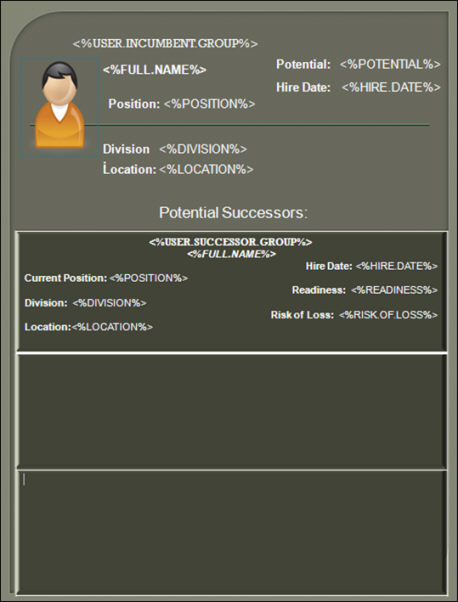 <%USER.INCUMBENT.GROUP%>
<%FULL.NAME%>
Potential: <%POTENTIAL%>
Hire Date: <%HIRE.DATE%>
Position: <%POSITION%>
Division <%DIVISION%>
Location: <%LOCATION%>
Potential Successors:
<%USER.SUCCESSOR.GROUP%>
<%FULL.NAME%>
Hire Date: <%HIRE.DATE%>
Current Position: <%POSITION%>
Readiness: <%READINESS%>
Division: <%DIVISION%>
Risk of Loss: <%RISK.OF.LOSS%>
Location:<%LOCATION%>